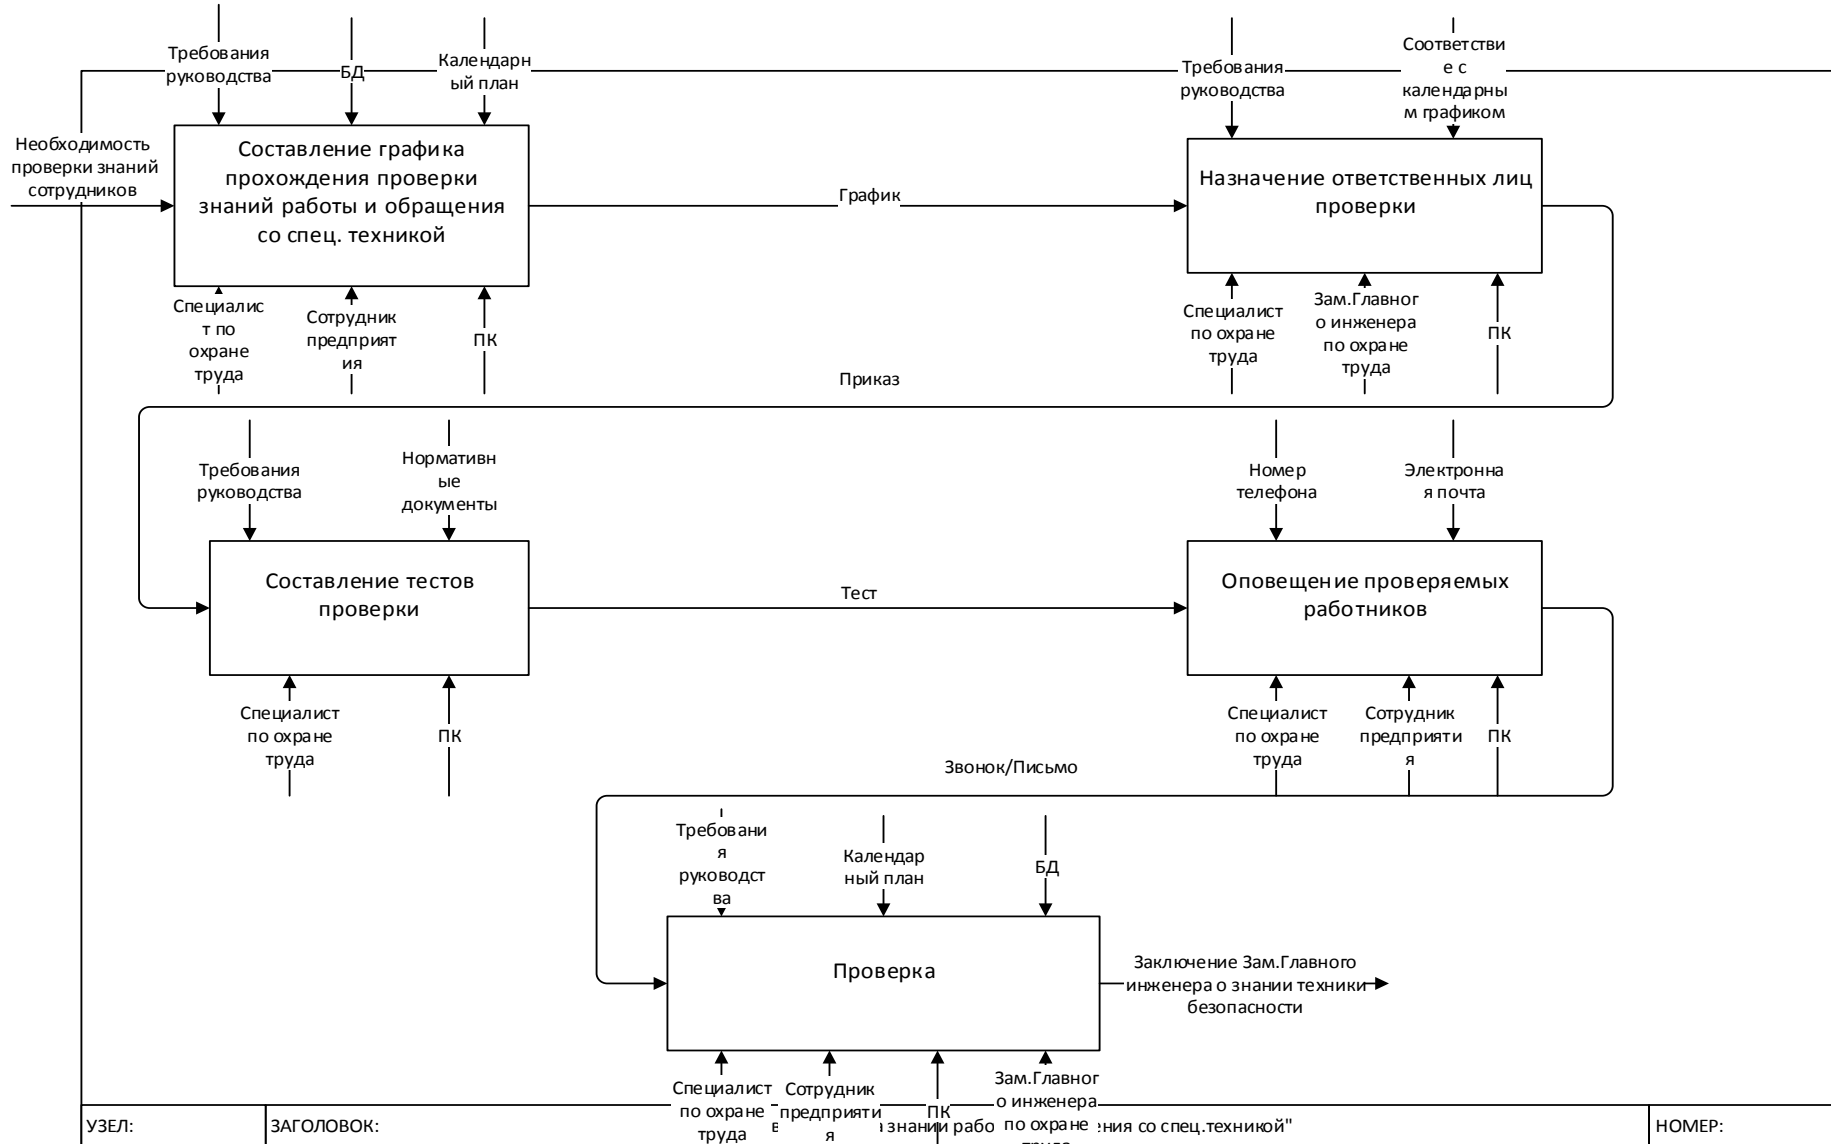 Требования
руководства
БД
Календарн
ый план
Требования
руководства
Соответстви
е с
календарны
м графиком
Необходимость
проверки знаний
сотрудников
Составление графика
прохождения проверки
знаний работы и обращения
со спец. техникой
График
Назначение ответственных лиц
проверки
Специалис
т по
охране
труда
Сотрудник
предприят
ия
ПК
Специалист
по охране
труда
Зам.Главног
о инженера
по охране
труда
ПК
Приказ
Требования
руководства
Нормативн
ые
документы
Номер
телефона
Электронна
я почта
Составление тестов
проверки
Тест
Оповещение проверяемых
работников
Специалист
по охране
труда
ПК
Специалист
по охране
труда
Сотрудник
предприяти
я
ПК
Звонок/Письмо
Требовани
я
руководст
ва
Календар
ный план
БД
Проверка
Заключение Зам.Главного
инженера о знании техники
безопасности
Специалист
по охране
труда
Сотрудник
предприяти
я
ПК
Зам.Главног
о инженера
по охране
труда
УЗЕЛ:
ЗАГОЛОВОК:
знании со спец.техникой"
НОМЕР: